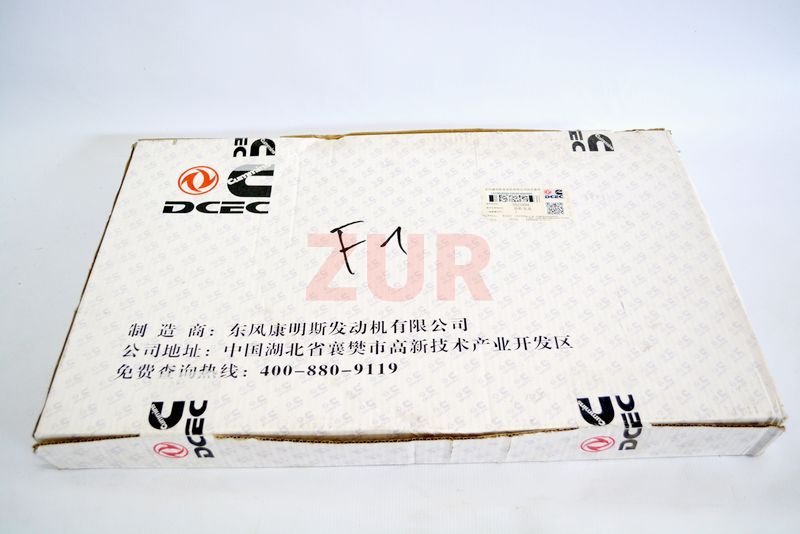 DCEC
F1
ZUR
制造商：东风康明斯发动机有限公司
公司地址：中国湖北省襄樊市高新技术产业开发区
免费查询热线：400-880-9119
DCEC
DCEC